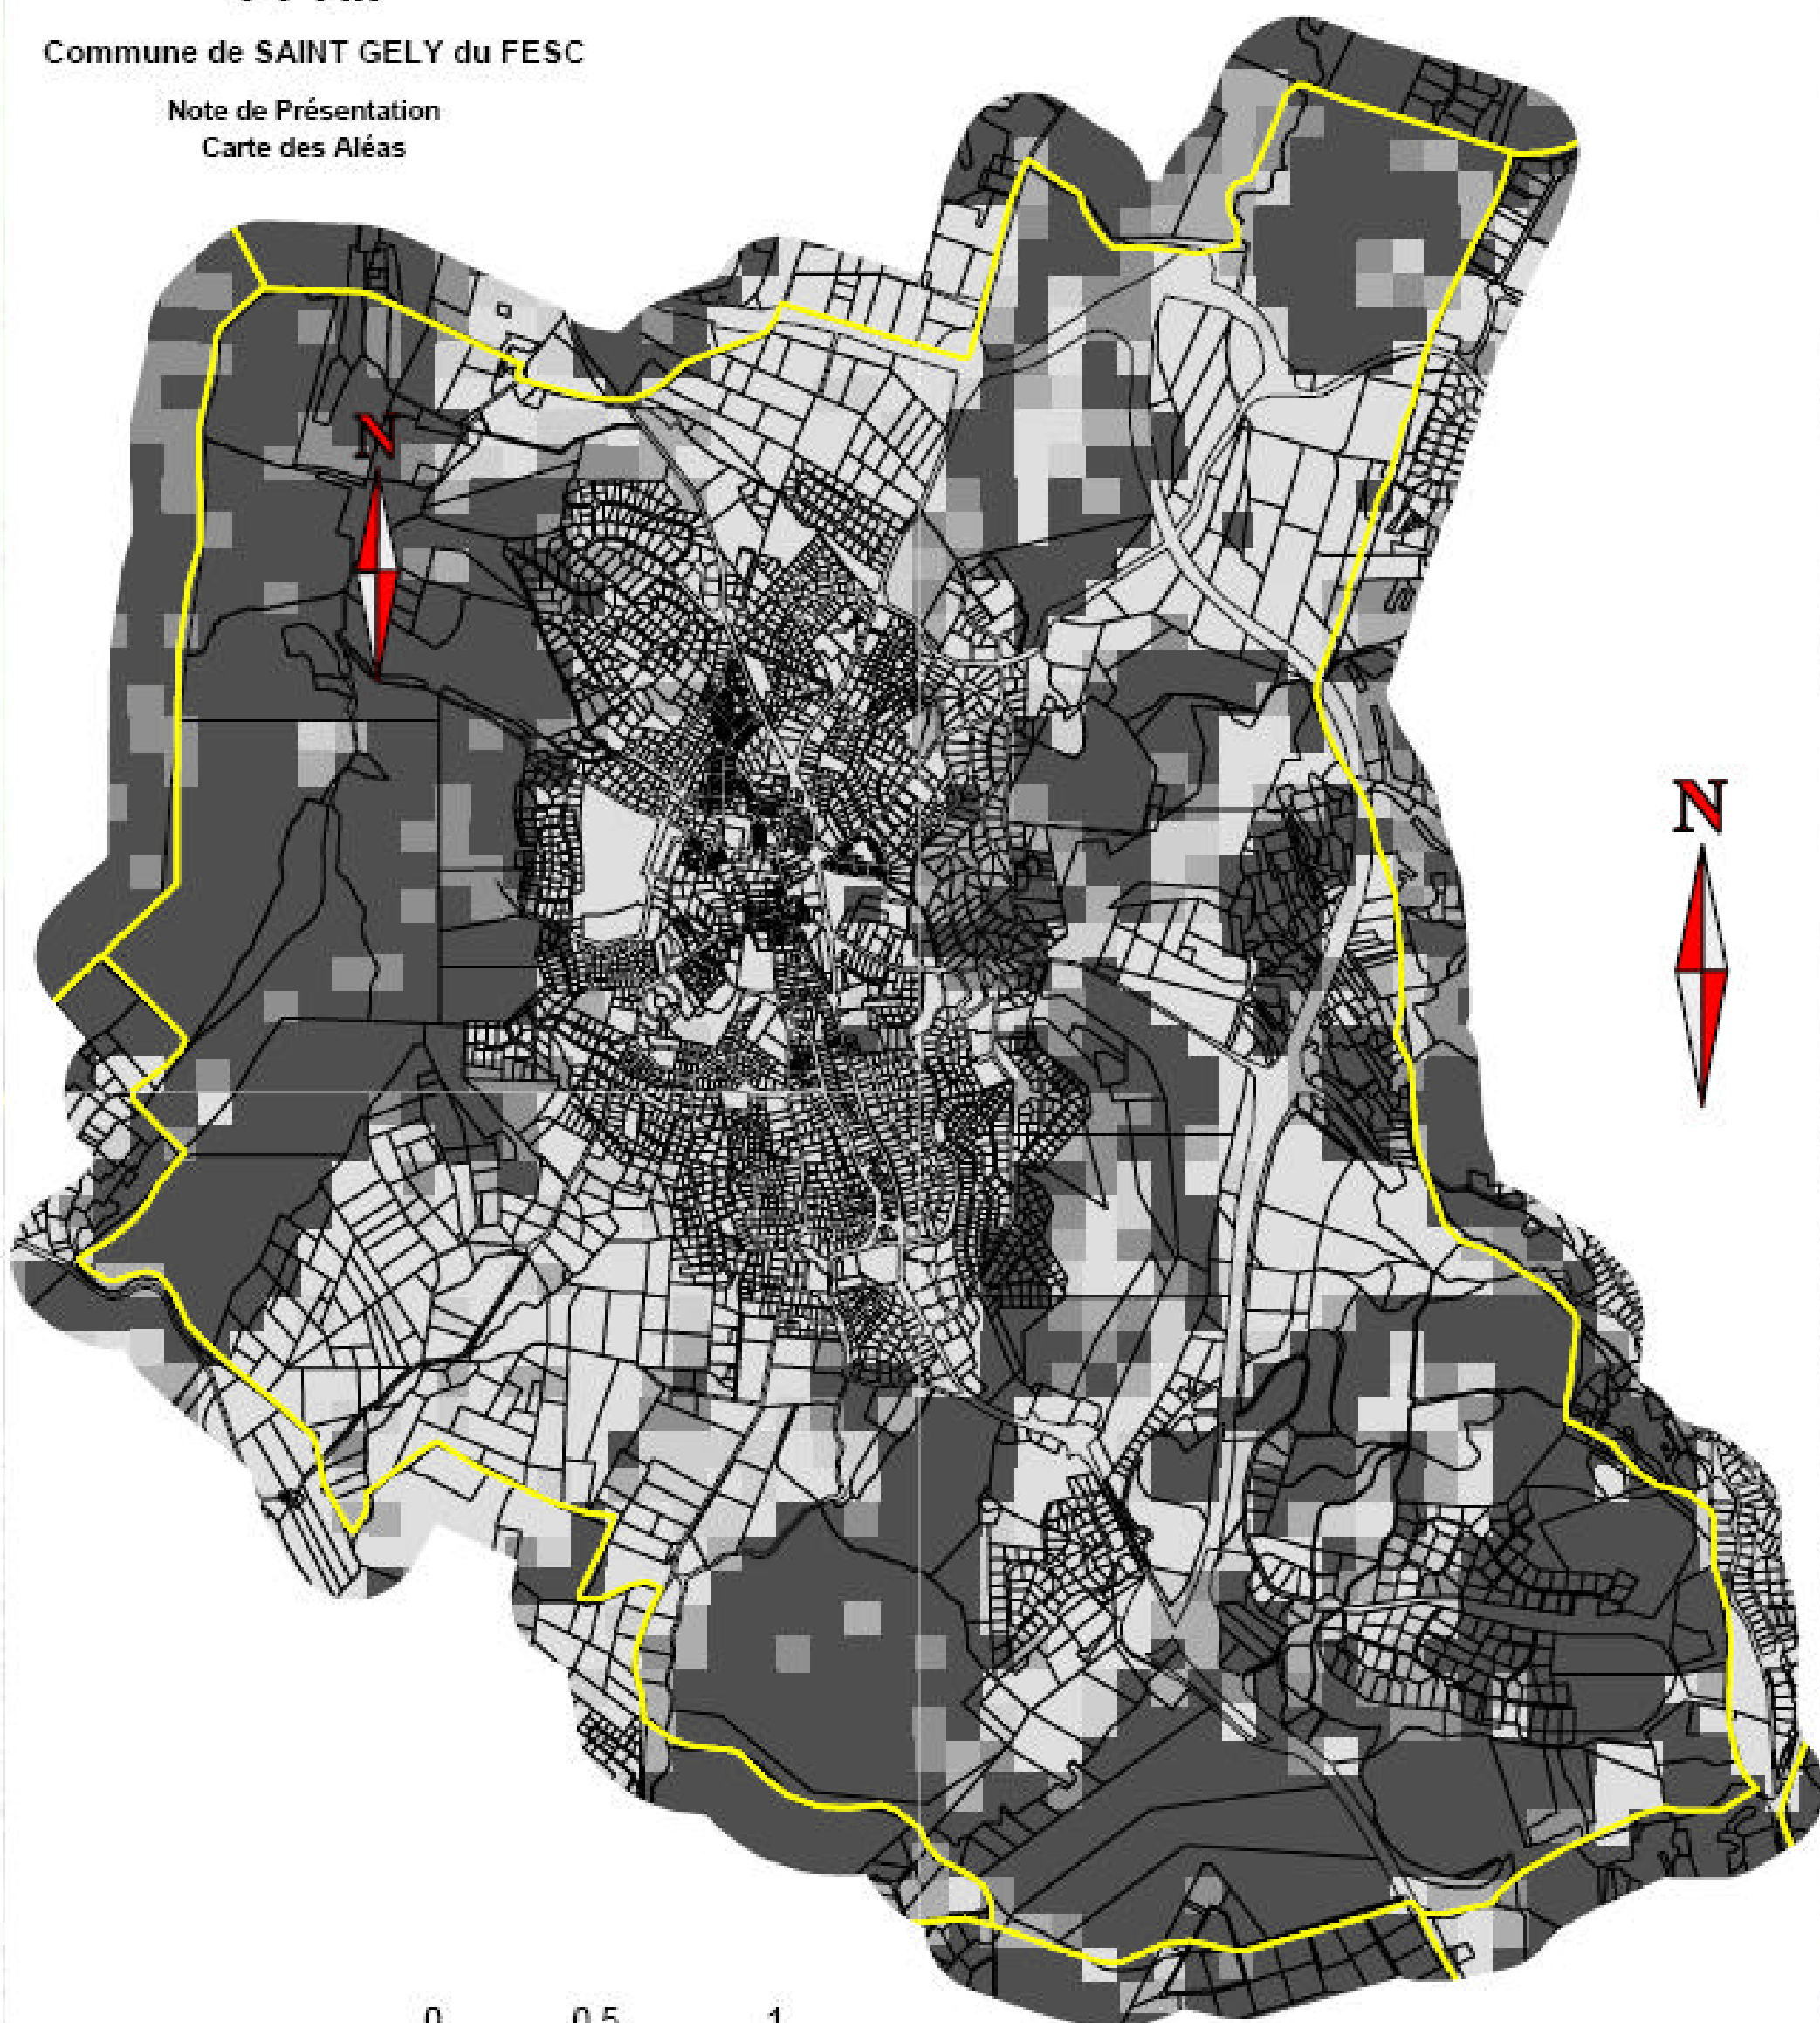 Commune de SAINT GELY du FESC
Note de Présentation
Carte des Aléas
N
N
0 0.5 1